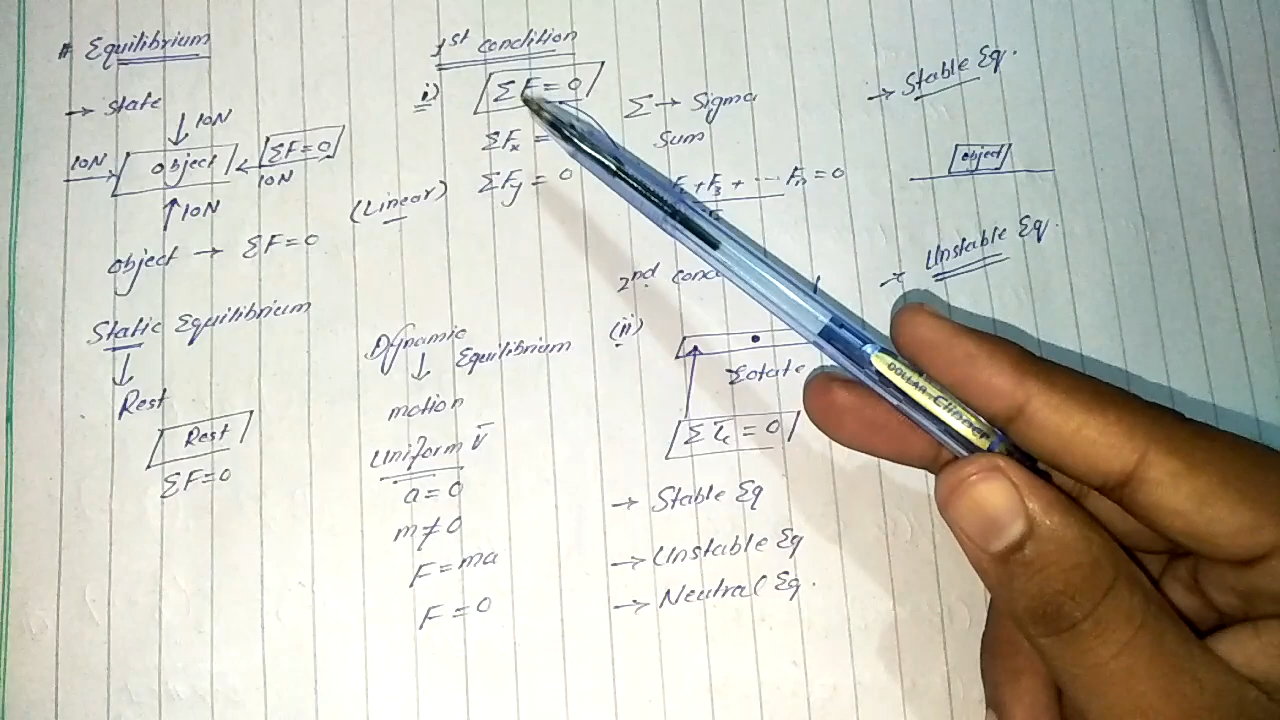 # Equilibrium
→ state
↓ 10N
10N → object ← ΣF=0
10N
↑ 10N
object → ΣF=0
Static Equilibrium
↓
Rest
Rest
ΣF=0
1st condition
i) ΣF=0
ΣFx =
(Linear) ΣFy = 0
Σ → Sigma
Sum
+ F3 + ... Fn = 0
Dynamic
↓ Equilibrium
motion
Uniform V
a=0
m≠0
F=ma
F=0
2nd
(ii)
Στ = 0
→ Stable Eq
→ Unstable Eq
→ Neutral Eq.
→ Stable Eq.
object
→ Unstable Eq.
DOLLAR Clipper